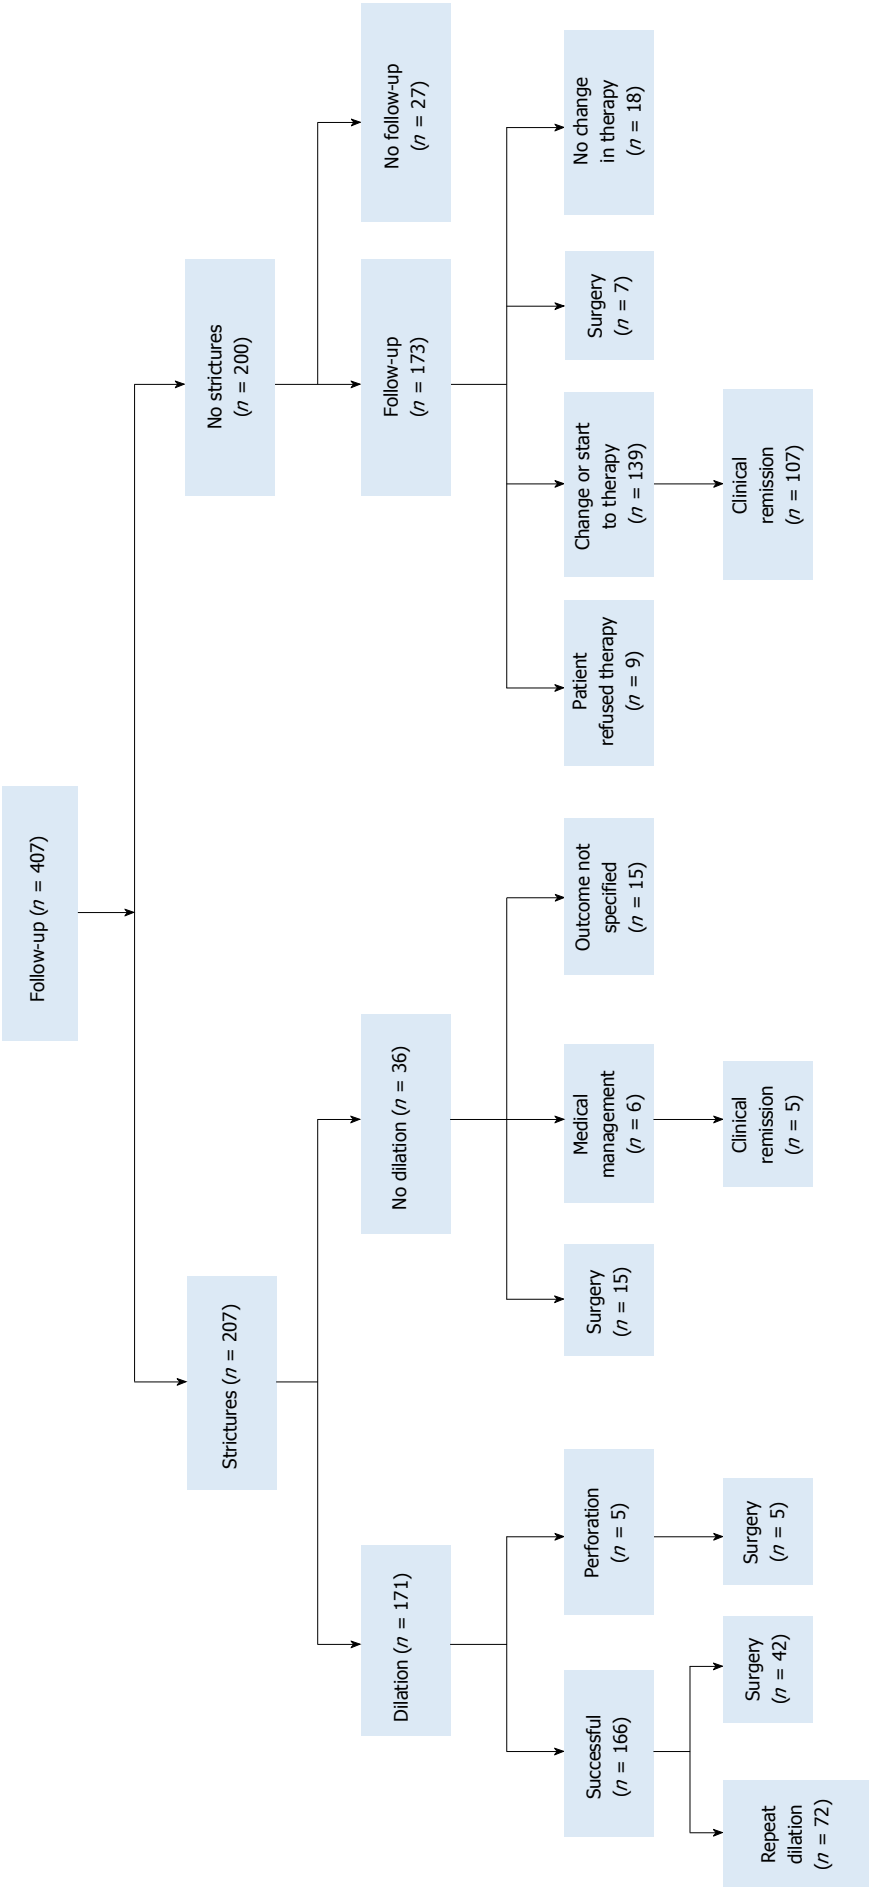 Follow-up (n = 407)
Strictures (n = 207)
No strictures
(n = 200)
Dilation (n = 171)
No dilation (n = 36)
Follow-up
(n = 173)
No follow-up
(n = 27)
Successful
(n = 166)
Perforation
(n = 5)
Surgery
(n = 15)
Medical
management
(n = 6)
Outcome not
specified
(n = 15)
Patient
refused therapy
(n = 9)
Change or start
to therapy
(n = 139)
Surgery
(n = 7)
No change
in therapy
(n = 18)
Repeat
dilation
(n = 72)
Surgery
(n = 42)
Surgery
(n = 5)
Clinical
remission
(n = 5)
Clinical
remission
(n = 107)